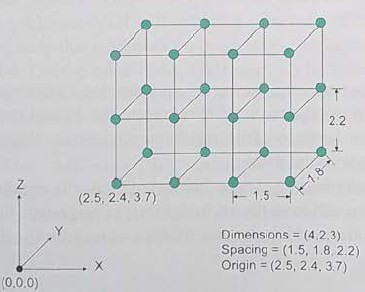 2.2
1.8
(2.5, 2.4, 3.7)
1.5
Z
Y
X
(0,0,0)
Dimensions = (4,2,3)
Spacing = (1.5, 1.8, 2.2)
Origin = (2.5, 2.4, 3.7)